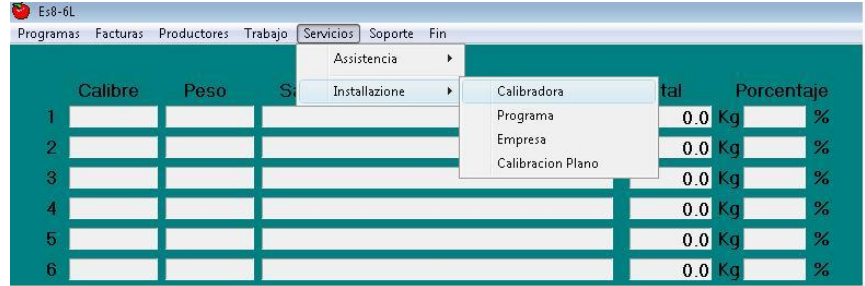 Es8-6L
Programas Facturas Productores Trabajo Servicios Soporte Fin
Assistencia
Installazione
Calibradora
Programa
Empresa
Calibracion Plano
Calibre Peso Porcentaje
1 0.0 Kg %
2 0.0 Kg %
3 0.0 Kg %
4 0.0 Kg %
5 0.0 Kg %
6 0.0 Kg %